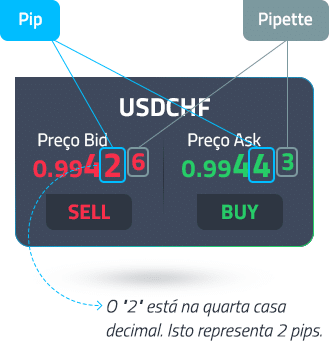 Pip
Pipette
USDCHF
Preço Bid
Preço Ask
0.99426
0.99443
SELL
BUY
O "2" está na quarta casa
decimal. Isto representa 2 pips.